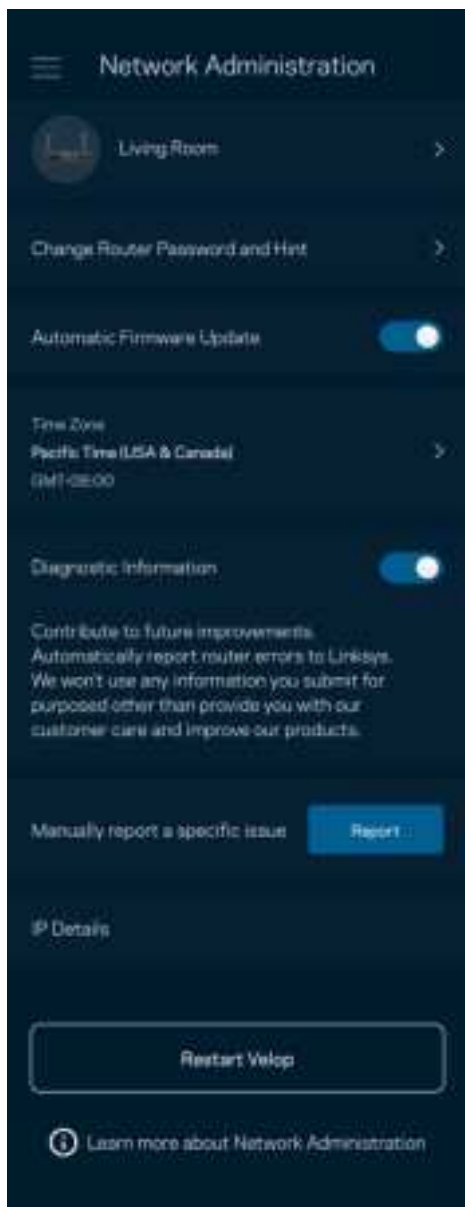 Network Administration
Living Room
Change Router Password and Hint
Automatic Firmware Update
Time Zone
Pacific Time (USA & Canada)
GMT-08:00
Diagnostic Information
Contribute to future improvements.
Automatically report router errors to Linksys.
We won't use any information you submit for
purposed other than provide you with our
customer care and improve our products.
Manually report a specific issue
Report
IP Details
Restart Velop
Learn more about Network Administration